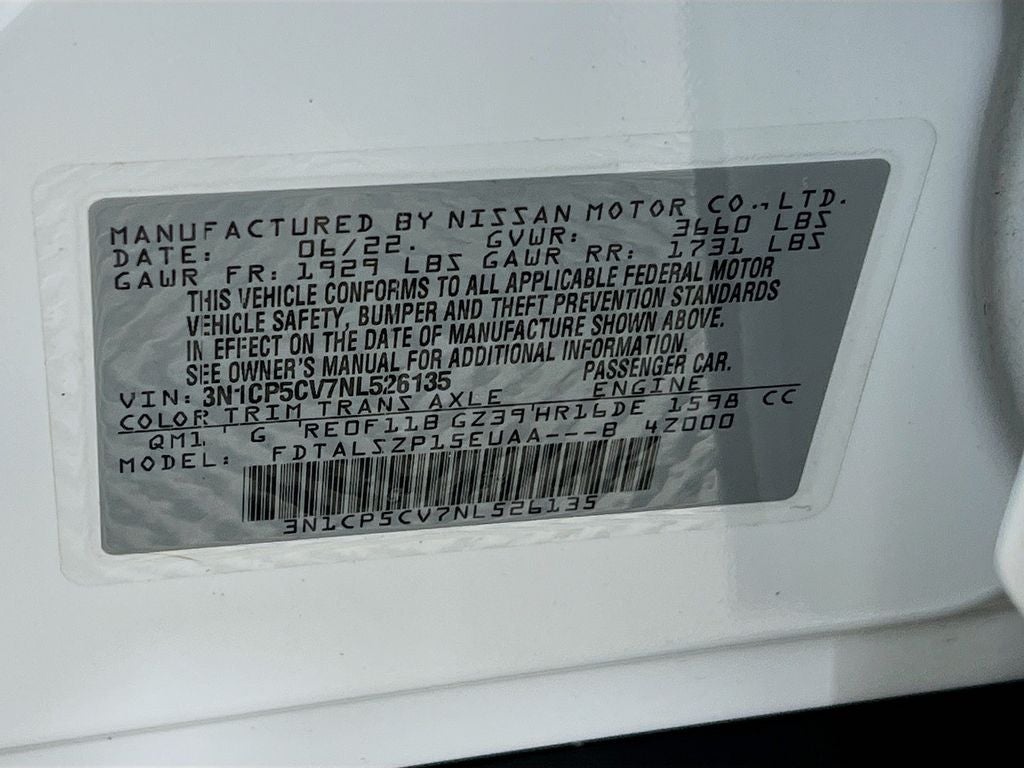 MANUFACTURED BY NISSAN MOTOR CO., LTD.
DATE: 06/22. GVWR: 3660 LBS
GAWR FR: 1929 LBS GAWR RR: 1731 LBS
THIS VEHICLE CONFORMS TO ALL APPLICABLE FEDERAL MOTOR
VEHICLE SAFETY, BUMPER AND THEFT PREVENTION STANDARDS
IN EFFECT ON THE DATE OF MANUFACTURE SHOWN ABOVE.
SEE OWNER'S MANUAL FOR ADDITIONAL INFORMATION.
VIN: 3N1CP5CV7NL526135 PASSENGER CAR.
COLOR TRIM TRANS AXLE ENGINE
QM1 G RE0F11B GZ39 HR16DE 1598 CC
MODEL: FDTALSZP15EUAA---B 4Z000
3N1CP5CV7NL526135